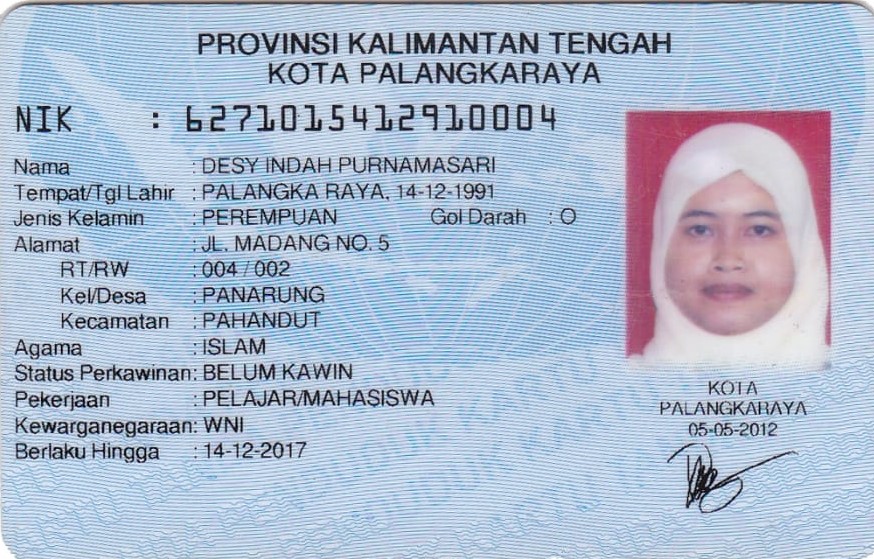 PROVINSI KALIMANTAN TENGAH
KOTA PALANGKARAYA
NIK : 6271015412910004
Nama : DESY INDAH PURNAMASARI
Tempat/Tgl Lahir : PALANGKA RAYA, 14-12-1991
Jenis Kelamin : PEREMPUAN Gol Darah : O
Alamat : JL. MADANG NO. 5
RT/RW : 004 / 002
Kel/Desa : PANARUNG
Kecamatan : PAHANDUT
Agama : ISLAM
Status Perkawinan: BELUM KAWIN
Pekerjaan : PELAJAR/MAHASISWA
Kewarganegaraan: WNI
Berlaku Hingga : 14-12-2017
KOTA
PALANGKARAYA
05-05-2012